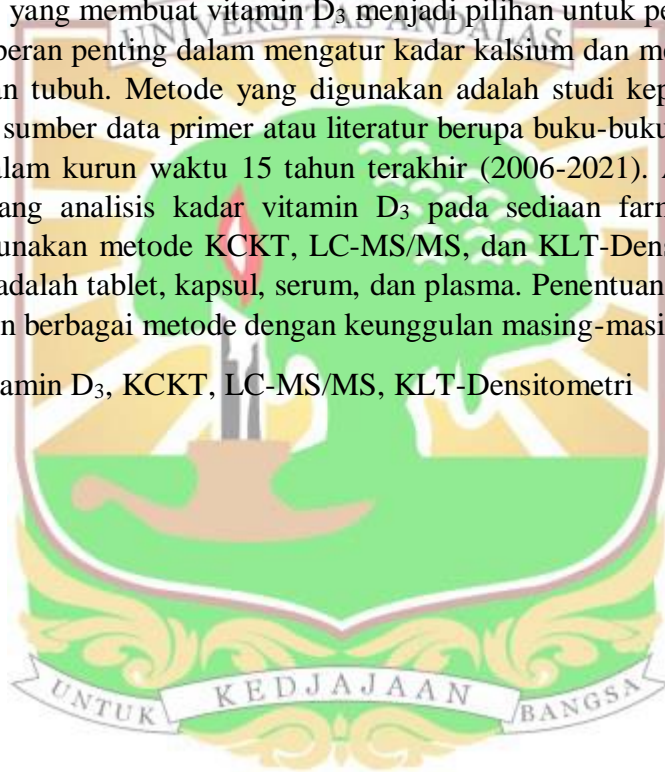 yang membuat vitamin D₃ menjadi pilihan untuk pe
UNIVERSITAS ANDALAS
peran penting dalam mengatur kadar kalsium dan me
n tubuh. Metode yang digunakan adalah studi kep
sumber data primer atau literatur berupa buku-buku
alam kurun waktu 15 tahun terakhir (2006-2021). A
ang analisis kadar vitamin D₃ pada sediaan farm
unakan metode KCKT, LC-MS/MS, dan KLT-Dens
adalah tablet, kapsul, serum, dan plasma. Penentuan
n berbagai metode dengan keunggulan masing-masi
amin D₃, KCKT, LC-MS/MS, KLT-Densitometri
UNTUK KEDJAJAAN BANGSA